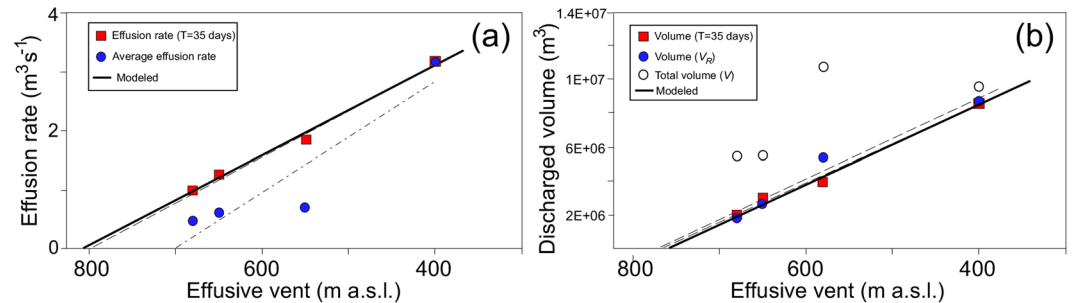 4
(a)
Effusion rate (T=35 days)
Average effusion rate
Modeled
2
0
800
600
400
Effusion rate (m³s⁻¹)
Effusive vent (m a.s.l.)
1.4E+07
(b)
Volume (T=35 days)
Volume (V_R)
Total volume (V)
Modeled
1E+07
6E+06
2E+06
800
600
400
Discharged volume (m³)
Effusive vent (m a.s.l.)